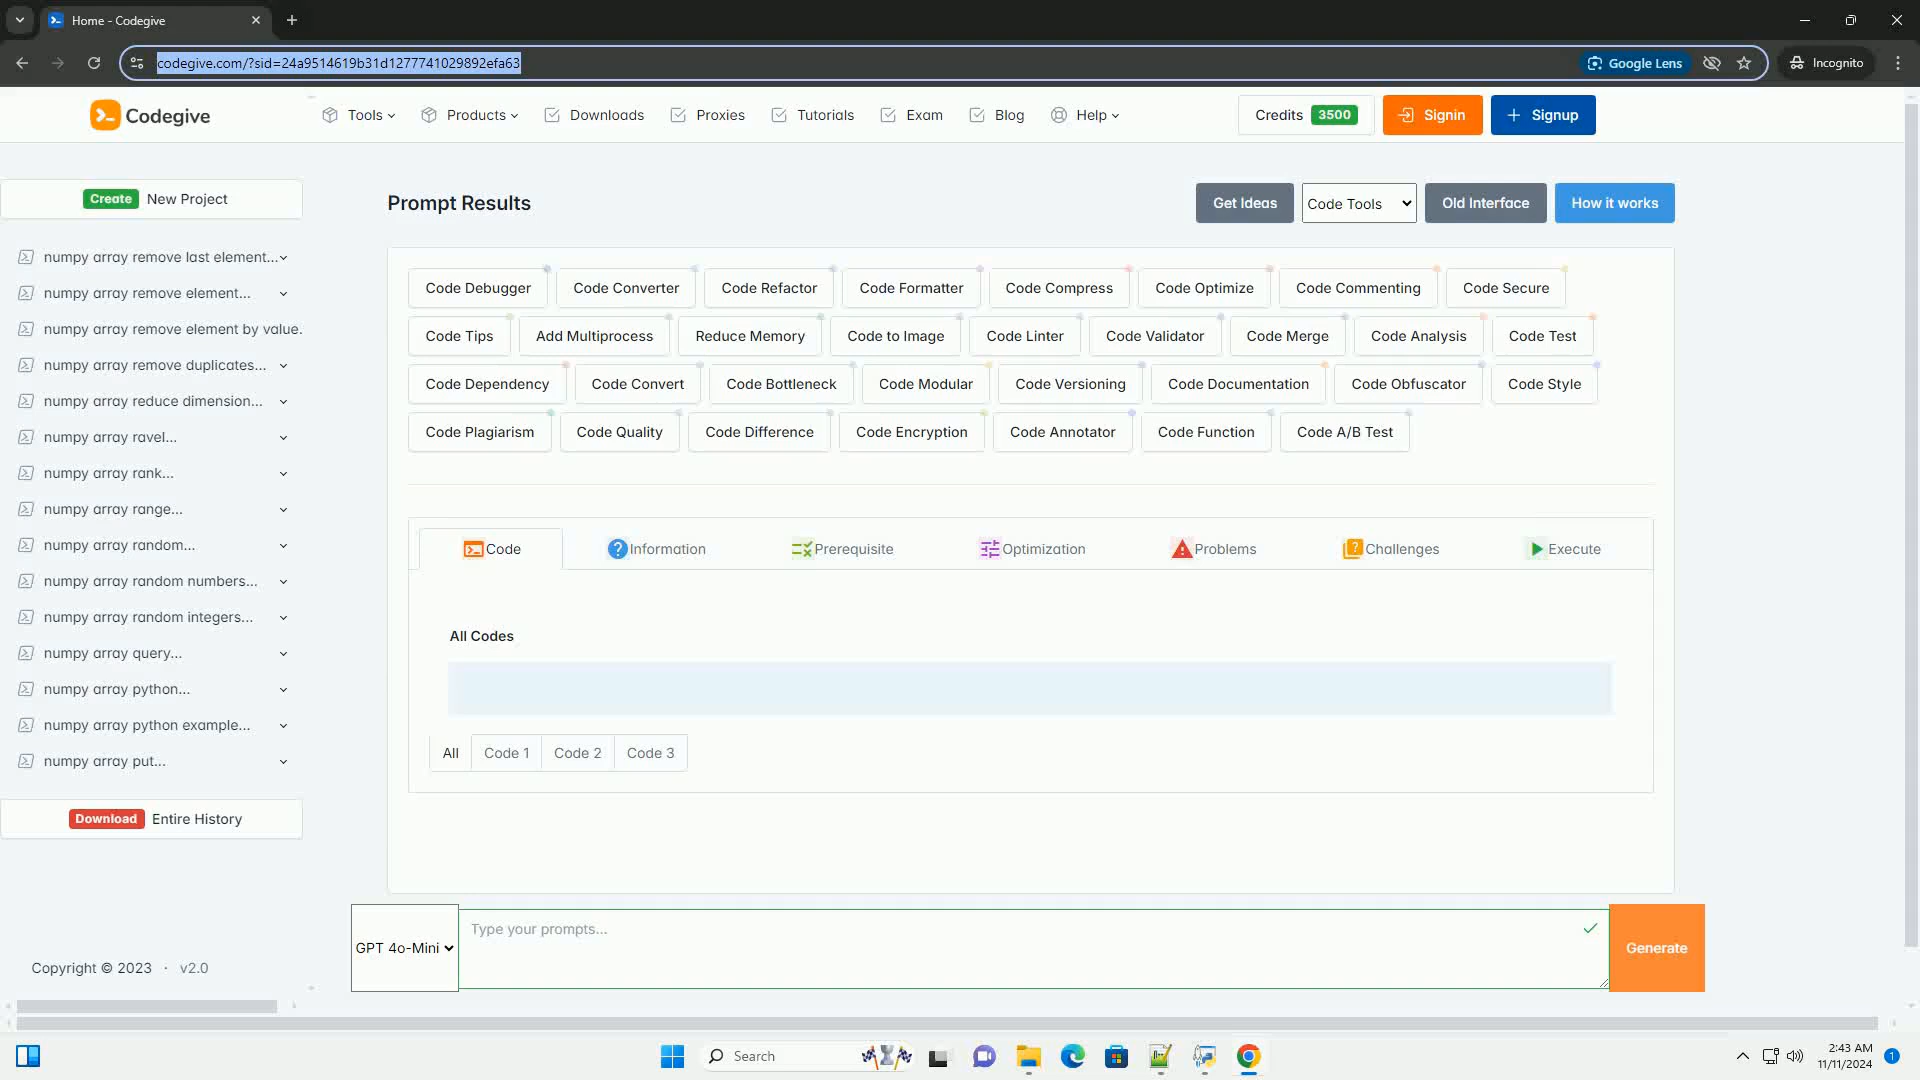 Home - Codegive
codegive.com/?sid=24a9514619b31d1277741029892efa63
Google Lens
Incognito
Codegive
Tools
Products
Downloads
Proxies
Tutorials
Exam
Blog
Help
Credits 3500
Signin
Signup
Create New Project
numpy array remove last element...
numpy array remove element...
numpy array remove element by value.
numpy array remove duplicates...
numpy array reduce dimension...
numpy array ravel...
numpy array rank...
numpy array range...
numpy array random...
numpy array random numbers...
numpy array random integers...
numpy array query...
numpy array python...
numpy array python example...
numpy array put...
Download Entire History
Copyright © 2023 · v2.0
Prompt Results
Get Ideas
Code Tools
Old Interface
How it works
Code Debugger
Code Converter
Code Refactor
Code Formatter
Code Compress
Code Optimize
Code Commenting
Code Secure
Code Tips
Add Multiprocess
Reduce Memory
Code to Image
Code Linter
Code Validator
Code Merge
Code Analysis
Code Test
Code Dependency
Code Convert
Code Bottleneck
Code Modular
Code Versioning
Code Documentation
Code Obfuscator
Code Style
Code Plagiarism
Code Quality
Code Difference
Code Encryption
Code Annotator
Code Function
Code A/B Test
Code
Information
Prerequisite
Optimization
Problems
Challenges
Execute
All Codes
All
Code 1
Code 2
Code 3
GPT 4o-Mini
Type your prompts...
Generate
Search
2:43 AM
11/11/2024
1